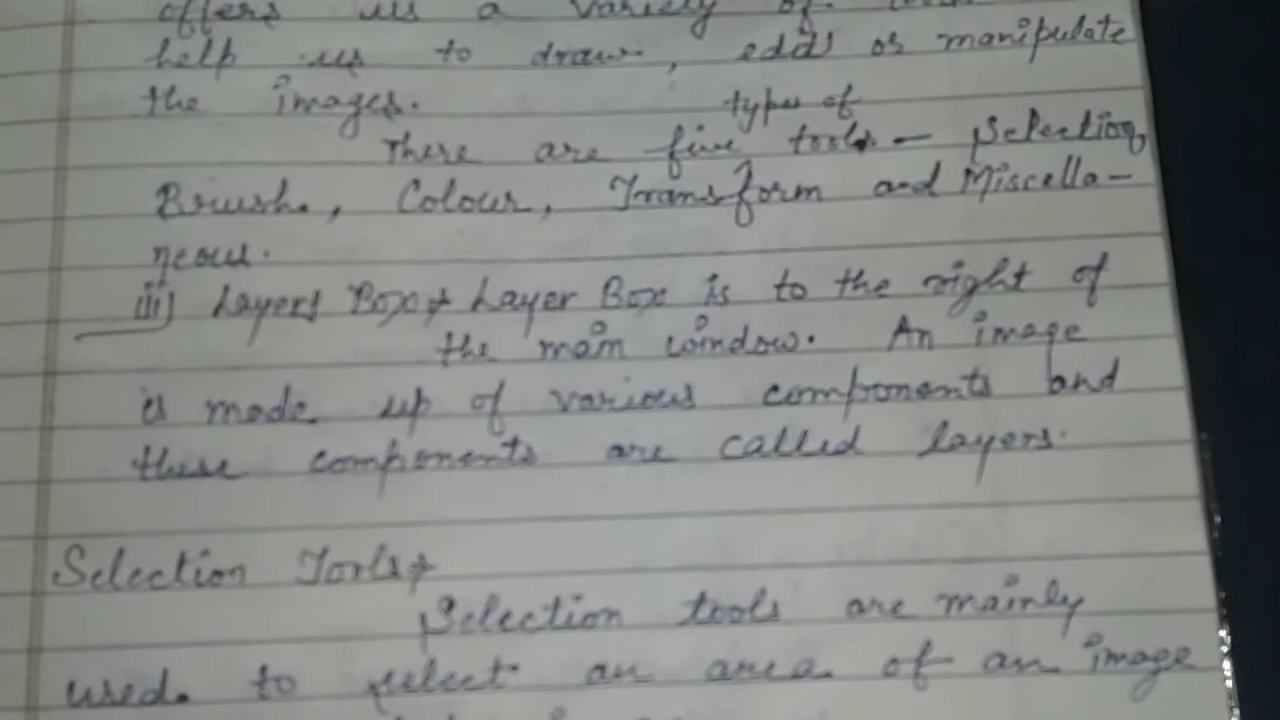 offers us a variety of
help us to draw, edit or manipulate
the images.
types of
There are five tools - Selection,
Brush, Colour, Transform and Miscella-
neous.
iii) Layers Box→ Layer Box is to the right of
the main window. An image
is made up of various components and
these components are called layers.
Selection Tools→
Selection tools are mainly
used to select an area of an image